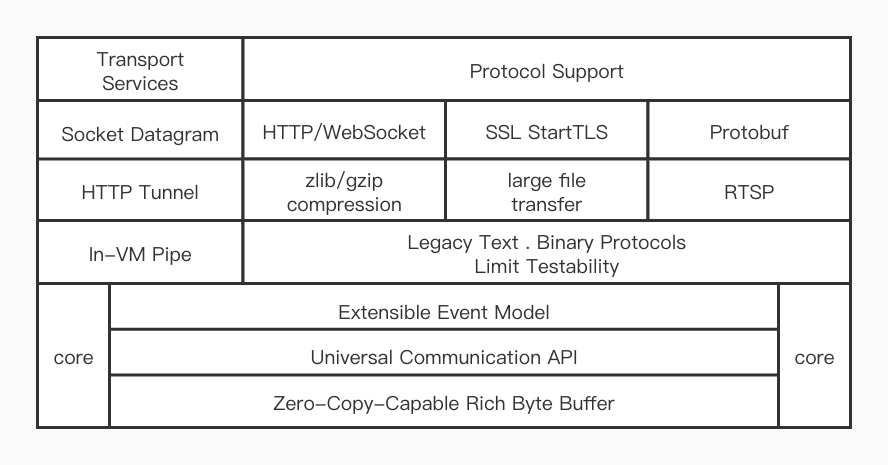 Transport
Services
Protocol Support
Socket Datagram
HTTP/WebSocket
SSL StartTLS
Protobuf
HTTP Tunnel
zlib/gzip
compression
large file
transfer
RTSP
In-VM Pipe
Legacy Text . Binary Protocols
Limit Testability
core
Extensible Event Model
Universal Communication API
Zero-Copy-Capable Rich Byte Buffer
core